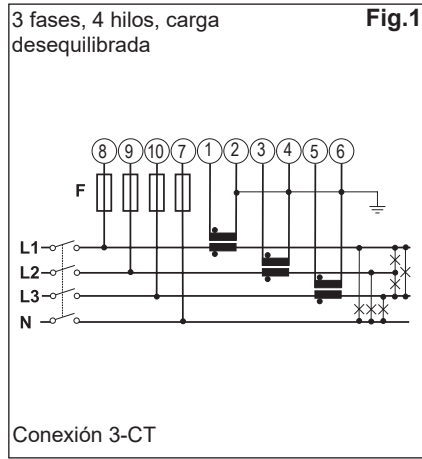 3 fases, 4 hilos, carga
desequilibrada
Fig.1
8 9 10 7 1 2 3 4 5 6
F
L1
L2
L3
N
Conexión 3-CT